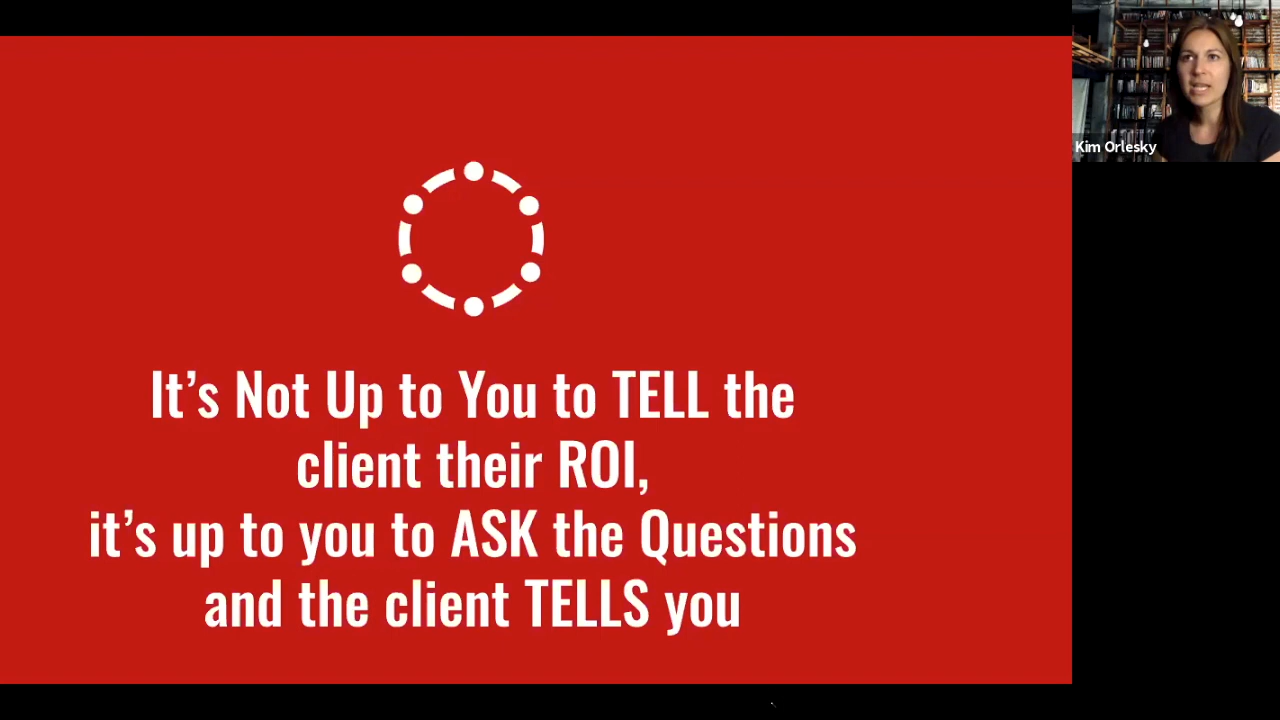 It's Not Up to You to TELL the
client their ROI,
it's up to you to ASK the Questions
and the client TELLS you
Kim Orlesky